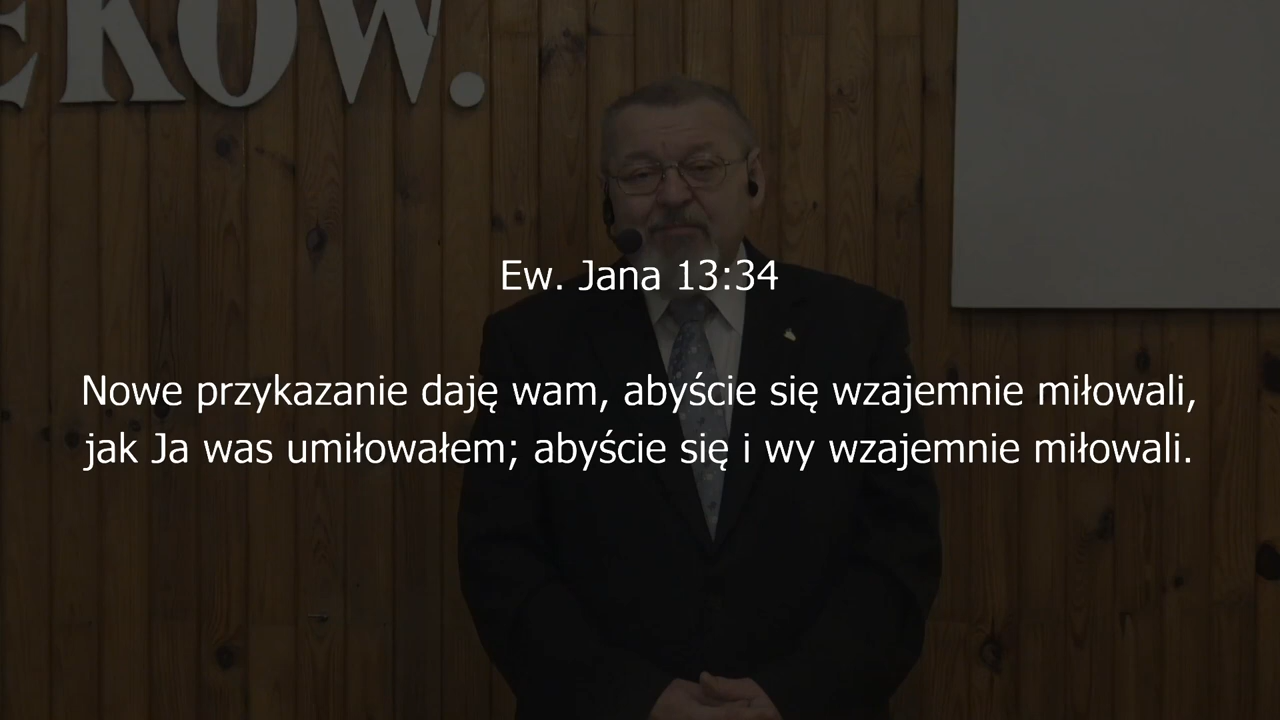 EKÓW.
Ew. Jana 13:34
Nowe przykazanie daję wam, abyście się wzajemnie miłowali,
jak Ja was umiłowałem; abyście się i wy wzajemnie miłowali.